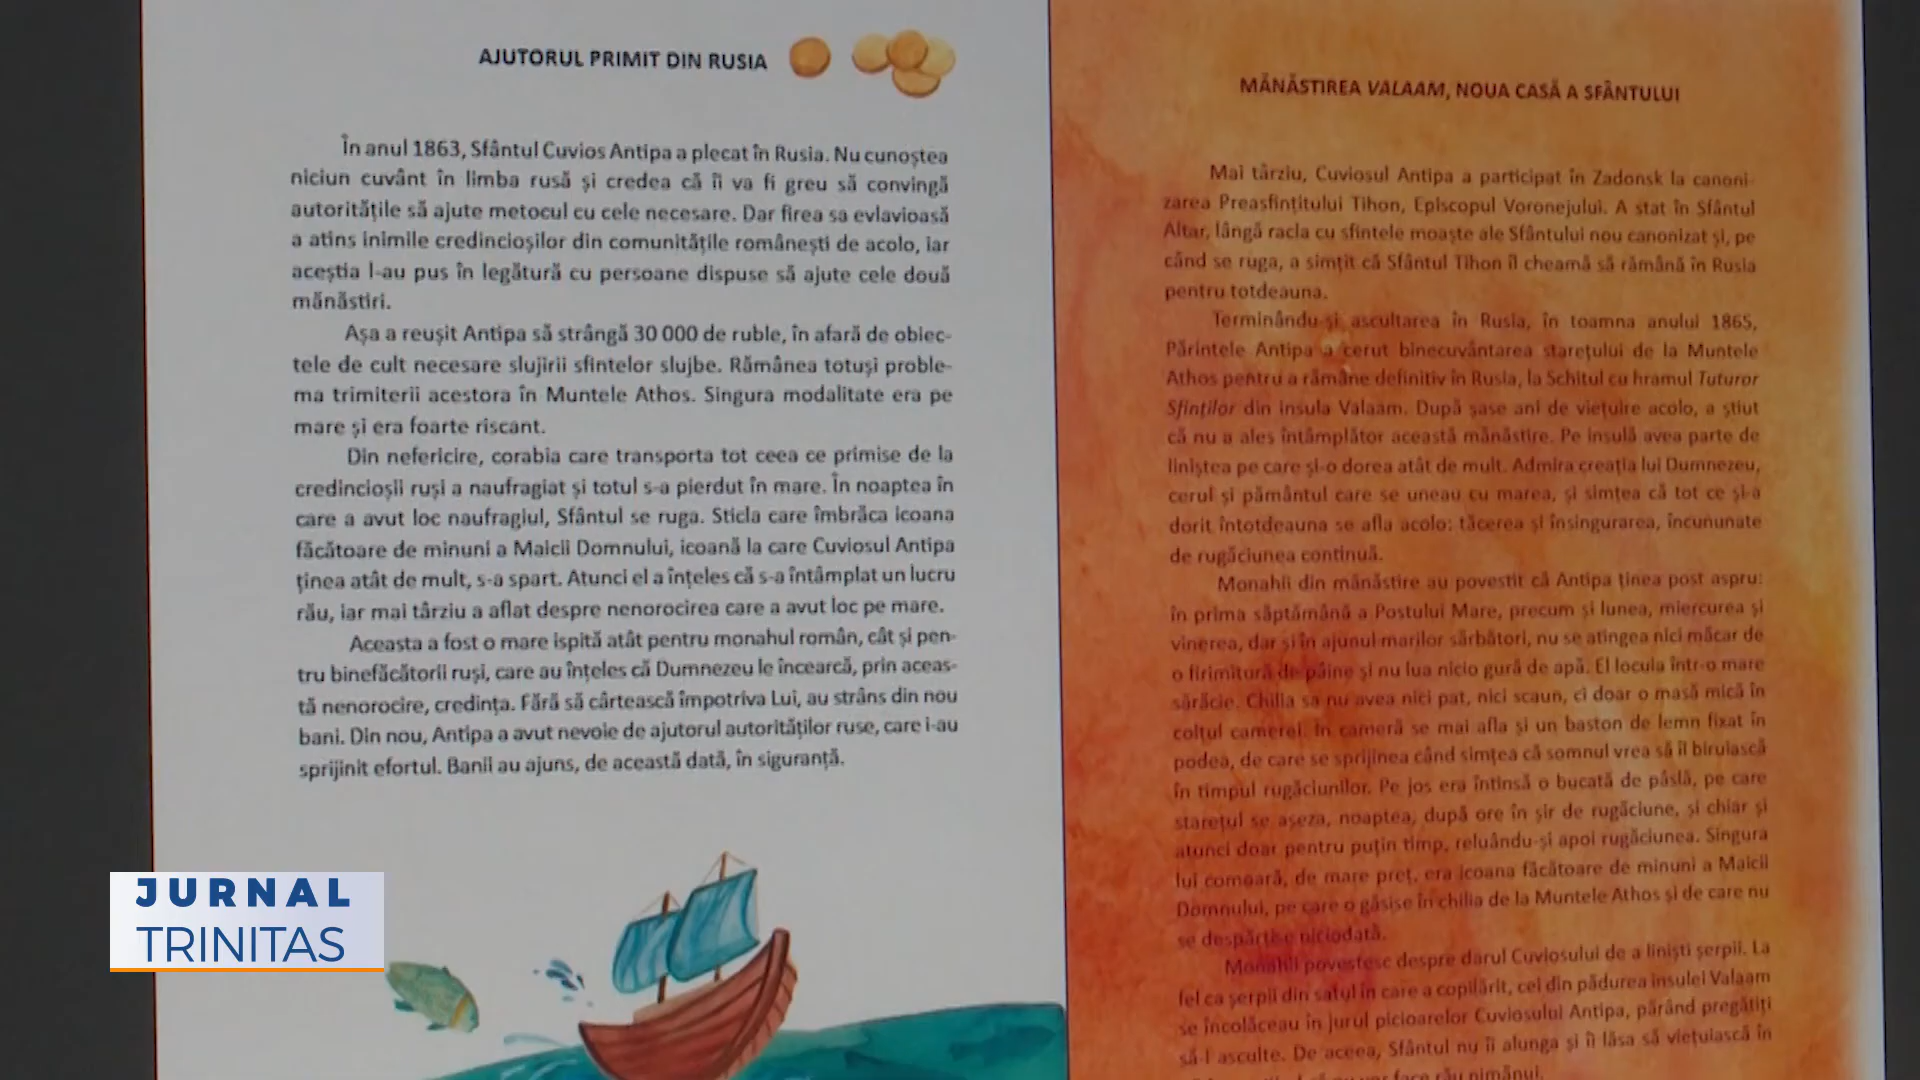 AJUTORUL PRIMIT DIN RUSIA
În anul 1863, Sfântul Cuvios Antipa a plecat în Rusia. Nu cunoștea
niciun cuvânt în limba rusă și credea că îi va fi greu să convingă
autoritățile să ajute metocul cu cele necesare. Dar firea sa evlavioasă
a atins inimile credincioșilor din comunitățile românești de acolo, iar
aceștia l-au pus în legătură cu persoane dispuse să ajute cele două
mănăstiri.
Așa a reușit Antipa să strângă 30 000 de ruble, în afară de obiec-
tele de cult necesare slujirii sfintelor slujbe. Rămânea totuși proble-
ma trimiterii acestora în Muntele Athos. Singura modalitate era pe
mare și era foarte riscant.
Din nefericire, corabia care transporta tot ceea ce primise de la
credincioșii ruși a naufragiat și totul s-a pierdut în mare. În noaptea în
care a avut loc naufragiul, Sfântul se ruga. Sticla care îmbrăca icoana
făcătoare de minuni a Maicii Domnului, icoană la care Cuviosul Antipa
ținea atât de mult, s-a spart. Atunci el a înțeles că s-a întâmplat un lucru
rău, iar mai târziu a aflat despre nenorocirea care a avut loc pe mare.
Aceasta a fost o mare ispită atât pentru monahul român, cât și pen-
tru binefăcătorii ruși, care au înțeles că Dumnezeu le încearcă, prin aceas-
tă nenorocire, credința. Fără să cârtească împotriva Lui, au strâns din nou
bani. Din nou, Antipa a avut nevoie de ajutorul autorităților ruse, care i-au
sprijinit efortul. Banii au ajuns, de această dată, în siguranță.
MĂNĂSTIREA VALAAM, NOUA CASĂ A SFÂNTULUI
Mai târziu, Cuviosul Antipa a participat în Zadonsk la canoni-
zarea Preasfințitului Tihon, Episcopul Voronejului. A stat în Sfântul
Altar, lângă racla cu sfintele moaște ale Sfântului nou canonizat și, pe
când se ruga, a simțit că Sfântul Tihon îl cheamă să rămână în Rusia
pentru totdeauna.
Terminându-și ascultarea în Rusia, în toamna anului 1865,
Părintele Antipa a cerut binecuvântarea starețului de la Muntele
Athos pentru a rămâne definitiv în Rusia, la Schitul cu hramul Tuturor
Sfinților din insula Valaam. După șase ani de viețuire acolo, a știut
că nu a ales întâmplător această mănăstire. Pe insulă avea parte de
liniștea pe care și-o dorea atât de mult. Admira creația lui Dumnezeu,
cerul și pământul care se uneau cu marea, și simțea că tot ce și-a
dorit întotdeauna se afla acolo: tăcerea și însingurarea, încununate
de rugăciunea continuă.
Monahii din mănăstire au povestit că Antipa ținea post aspru:
în prima săptămână a Postului Mare, precum și lunea, miercurea și
vinerea, dar și în ajunul marilor sărbători, nu se atingea nici măcar de
o firimitură de pâine și nu lua nicio gură de apă. El locuia într-o mare
sărăcie. Chilia sa nu avea nici pat, nici scaun, ci doar o masă mică în
colțul camerei. În cameră se mai afla și un baston de lemn fixat în
podea, de care se sprijinea când simțea că somnul vrea să îl biruiască
în timpul rugăciunilor. Pe jos era întinsă o bucată de pâslă, pe care
starețul se așeza, noaptea, după ore în șir de rugăciune, și chiar și
atunci doar pentru puțin timp, reluându-și apoi rugăciunea. Singura
lui comoară, de mare preț, era icoana făcătoare de minuni a Maicii
Domnului, pe care o găsise în chilia de la Muntele Athos și de care nu
se despărțise niciodată.
Monahii povestesc despre darul Cuviosului de a liniști șerpii. La
fel ca șerpii din satul în care a copilărit, cei din pădurea insulei Valaam
se încolăceau în jurul picioarelor Cuviosului Antipa, părând pregătiți
să-l asculte. De aceea, Sfântul nu îi alunga și îi lăsa să viețuiască în
face rău nimănui.
JURNAL
TRINITAS